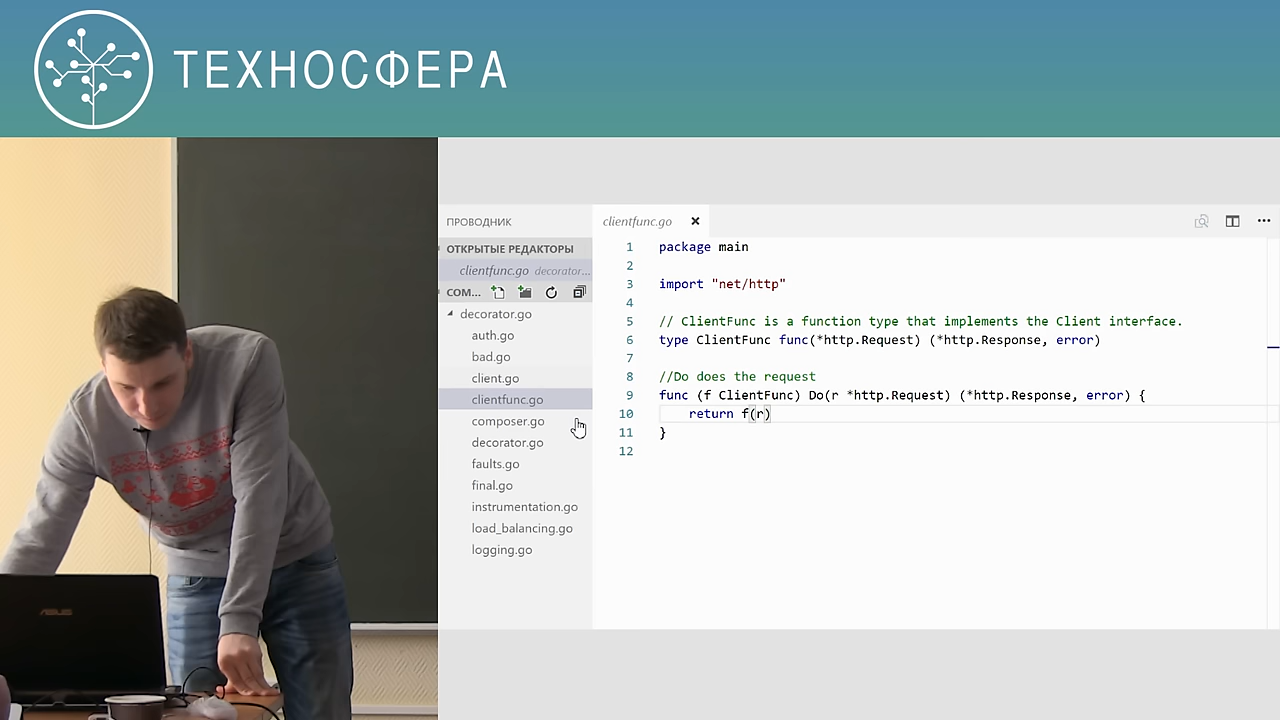 ТЕХНОСФЕРА
ПРОВОДНИК
ОТКРЫТЫЕ РЕДАКТОРЫ
clientfunc.go decorator...
COM...
decorator.go
auth.go
bad.go
client.go
clientfunc.go
composer.go
decorator.go
faults.go
final.go
instrumentation.go
load_balancing.go
logging.go
clientfunc.go
1 package main
2
3 import "net/http"
4
5 // ClientFunc is a function type that implements the Client interface.
6 type ClientFunc func(*http.Request) (*http.Response, error)
7
8 //Do does the request
9 func (f ClientFunc) Do(r *http.Request) (*http.Response, error) {
10 return f(r)
11 }
12
ASUS